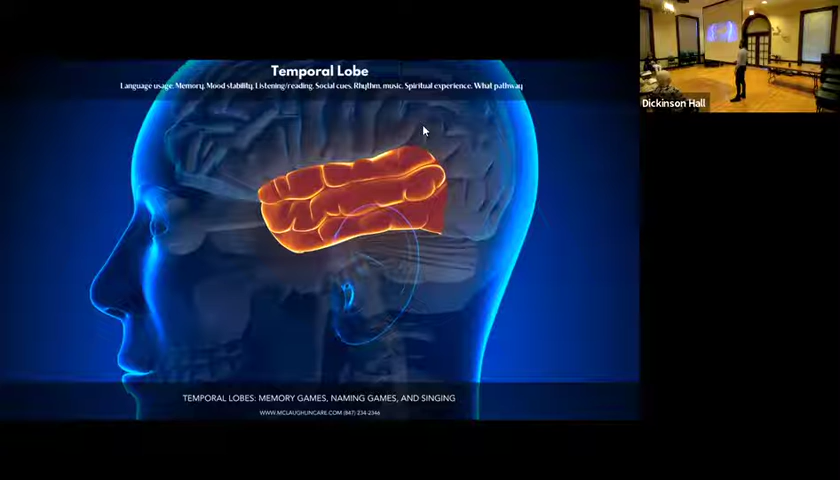 Temporal Lobe
Language usage, Memory, Mood stability, Listening/reading, Social cues, Rhythm, music, Spiritual experience, What pathway
Dickinson Hall
TEMPORAL LOBES: MEMORY GAMES, NAMING GAMES, AND SINGING
WWW.MCLAUGHLINCARE.COM (847) 234-2346